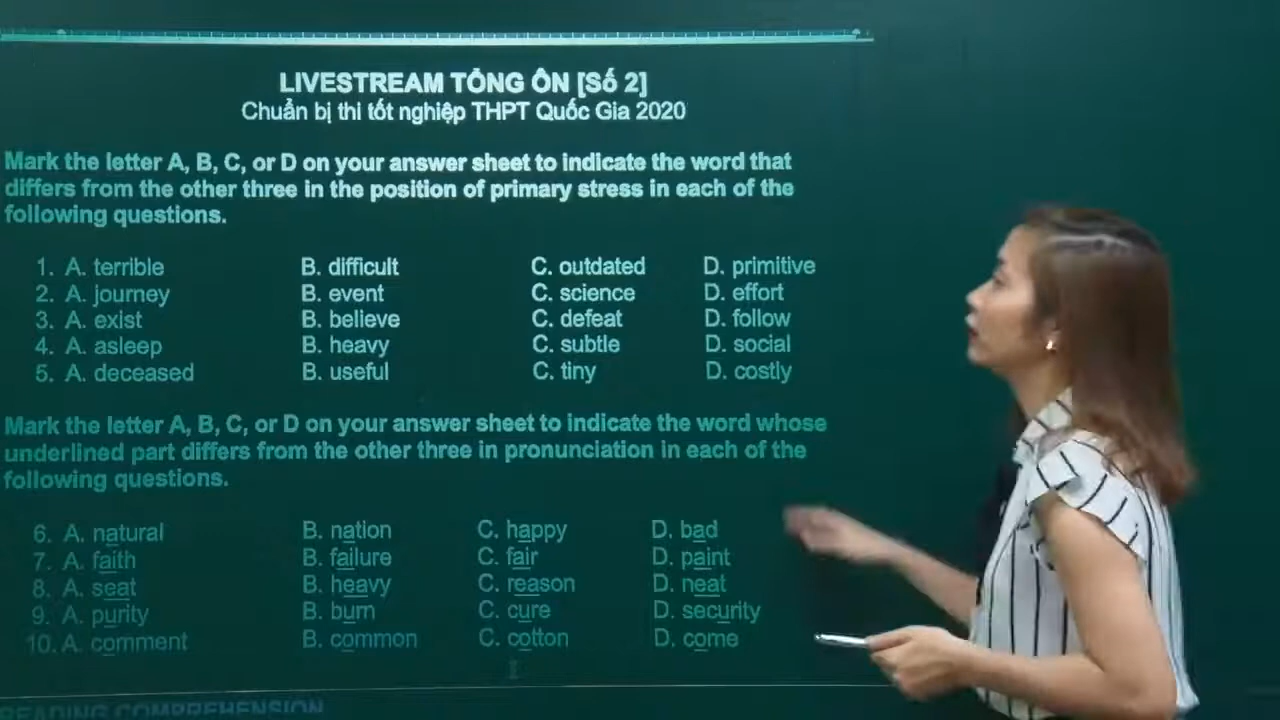 LIVESTREAM TỔNG ÔN [Số 2]
Chuẩn bị thi tốt nghiệp THPT Quốc Gia 2020
Mark the letter A, B, C, or D on your answer sheet to indicate the word that
differs from the other three in the position of primary stress in each of the
following questions.
1. A. terrible B. difficult C. outdated D. primitive
2. A. journey B. event C. science D. effort
3. A. exist B. believe C. defeat D. follow
4. A. asleep B. heavy C. subtle D. social
5. A. deceased B. useful C. tiny D. costly
Mark the letter A, B, C, or D on your answer sheet to indicate the word whose
underlined part differs from the other three in pronunciation in each of the
following questions.
6. A. natural B. nation C. happy D. bad
7. A. faith B. failure C. fair D. paint
8. A. seat B. heavy C. reason D. neat
9. A. purity B. burn C. cure D. security
10. A. comment B. common C. cotton D. come
READING COMPREHENSION